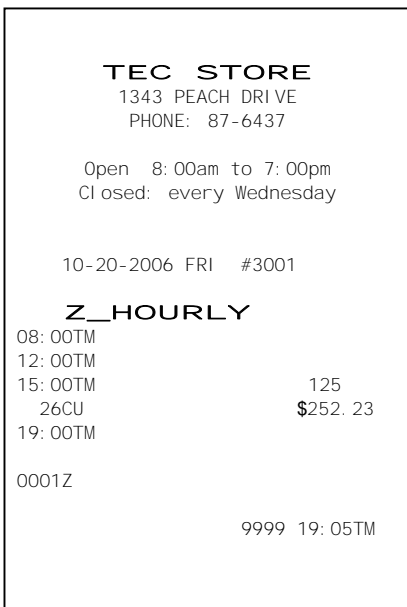 TEC STORE
1343 PEACH DRIVE
PHONE: 87-6437
Open 8:00am to 7:00pm
Closed: every Wednesday
10-20-2006 FRI #3001
Z_HOURLY
08:00TM
12:00TM
15:00TM 125
26CU $252.23
19:00TM
0001Z
9999 19:05TM